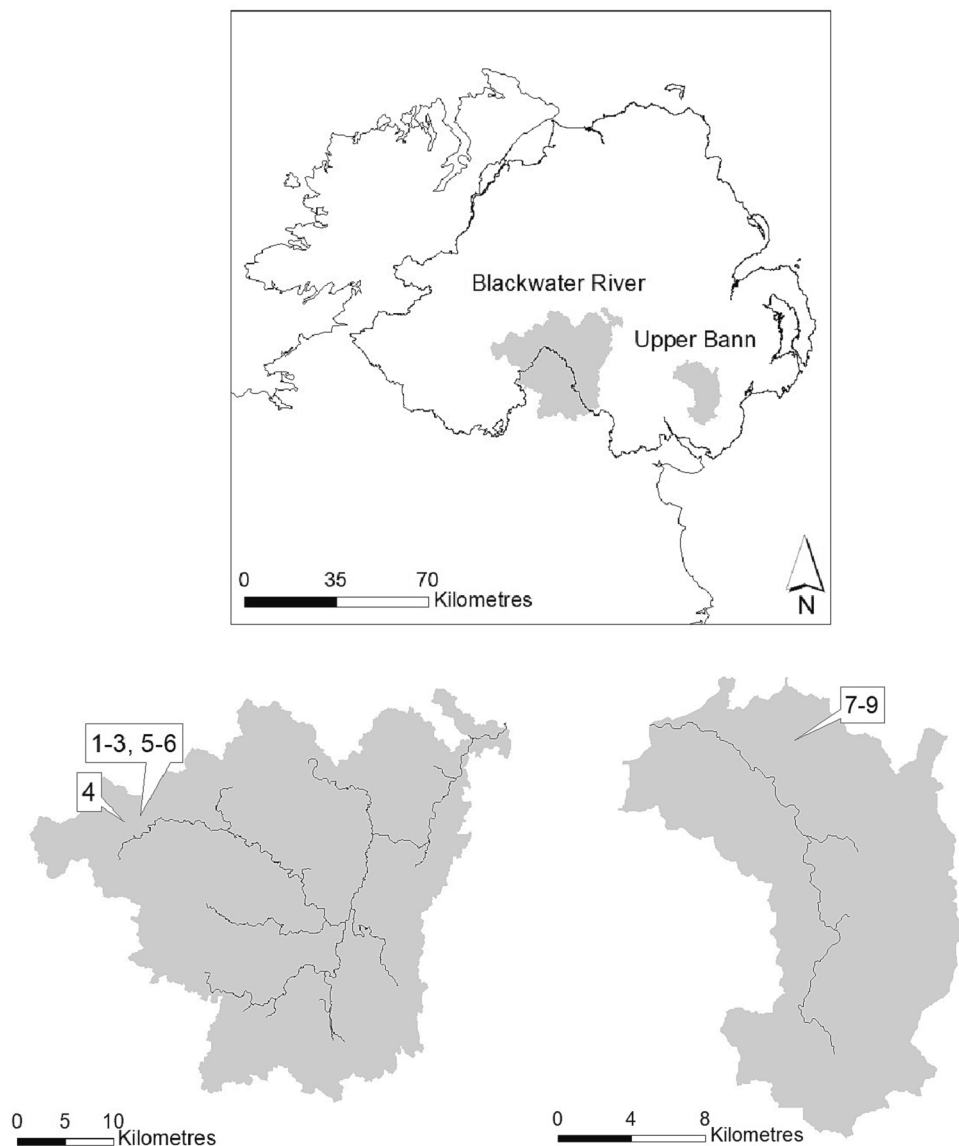 Blackwater River
Upper Bann
0 35 70
Kilometres
N
7-9
1-3, 5-6
4
0 5 10
Kilometres
0 4 8
Kilometres